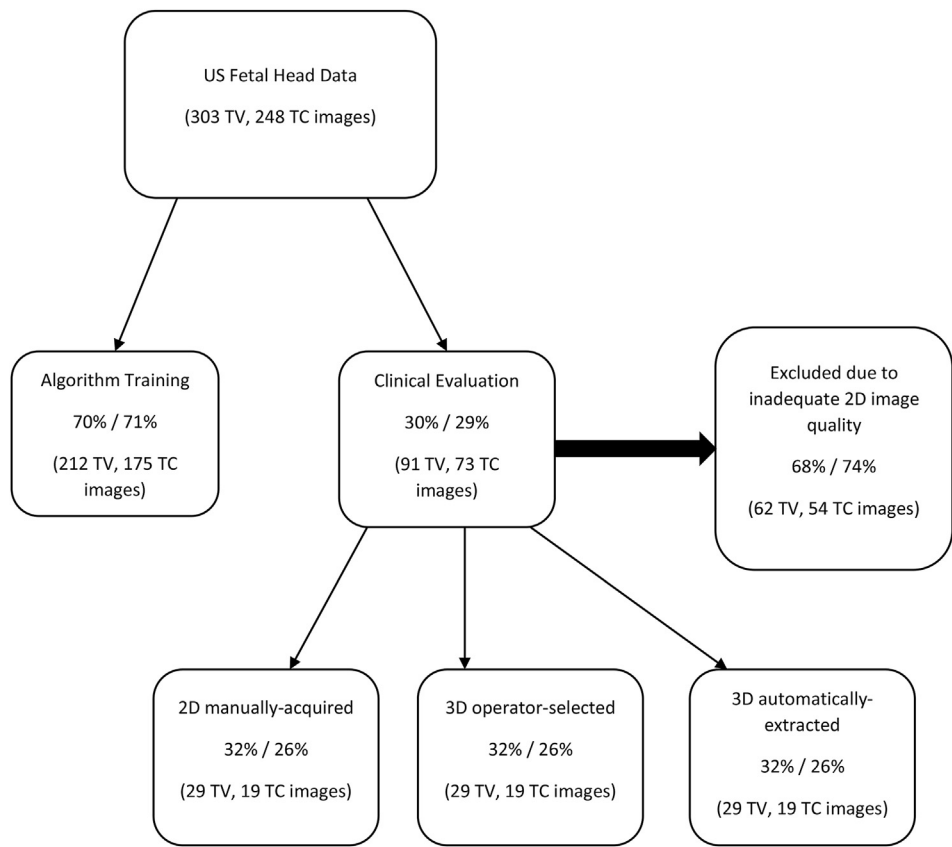 US Fetal Head Data
(303 TV, 248 TC images)
Algorithm Training
70% / 71%
(212 TV, 175 TC
images)
Clinical Evaluation
30% / 29%
(91 TV, 73 TC
images)
Excluded due to
inadequate 2D image
quality
68% / 74%
(62 TV, 54 TC images)
2D manually-acquired
32% / 26%
(29 TV, 19 TC images)
3D operator-selected
32% / 26%
(29 TV, 19 TC images)
3D automatically-
extracted
32% / 26%
(29 TV, 19 TC images)